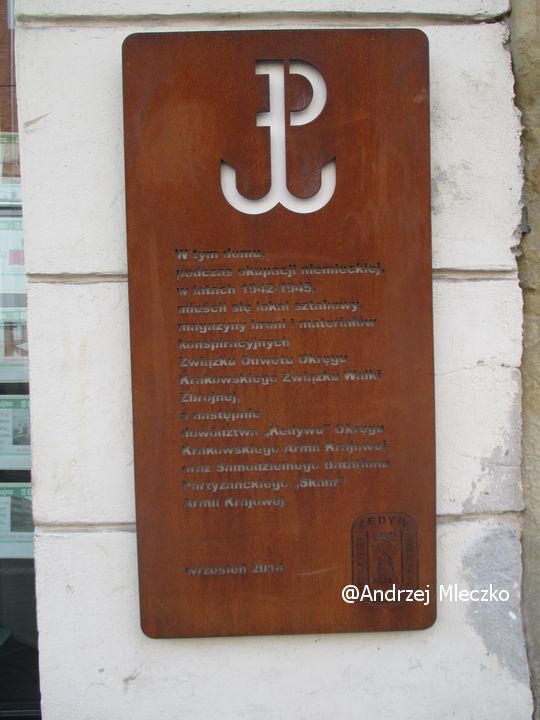 W tym domu,
podczas okupacji niemieckiej,
w latach 1942-1945,
mieścił się lokal sztabowy,
magazyny broni i materiałów
konspiracyjnych
Związku Odwetu Okręgu
Krakowskiego Związku Walki
Zbrojnej,
a następnie
dowództwa „Kedywu” Okręgu
Krakowskiego Armii Krajowej
oraz Samodzielnego Batalionu
Partyzanckiego „Skała”
Armii Krajowej.
KEDYW
wrzesień 2014
@Andrzej Mleczko